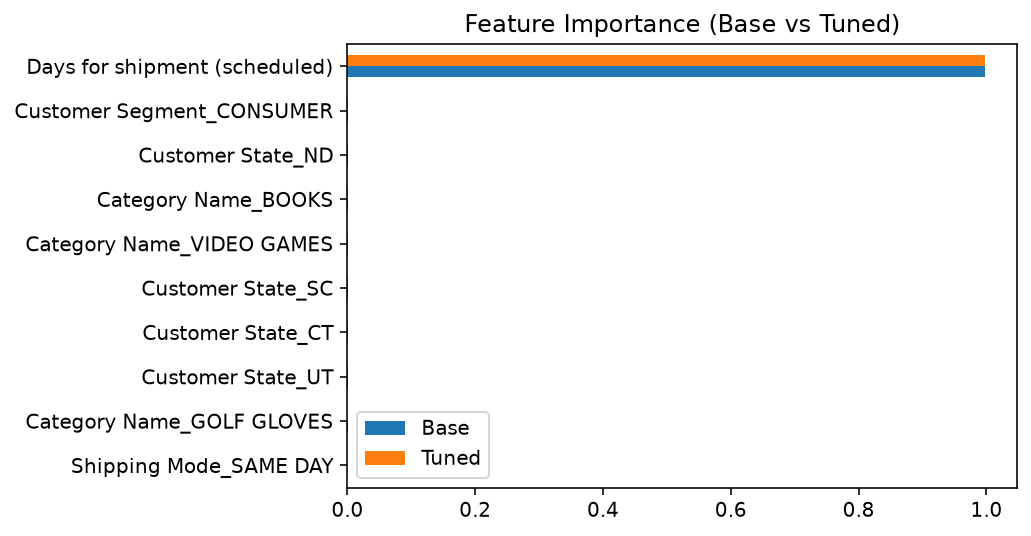 Feature Importance (Base vs Tuned)
Days for shipment (scheduled)
Customer Segment_CONSUMER
Customer State_ND
Category Name_BOOKS
Category Name_VIDEO GAMES
Customer State_SC
Customer State_CT
Customer State_UT
Category Name_GOLF GLOVES
Shipping Mode_SAME DAY
Base
Tuned
0.0 0.2 0.4 0.6 0.8 1.0